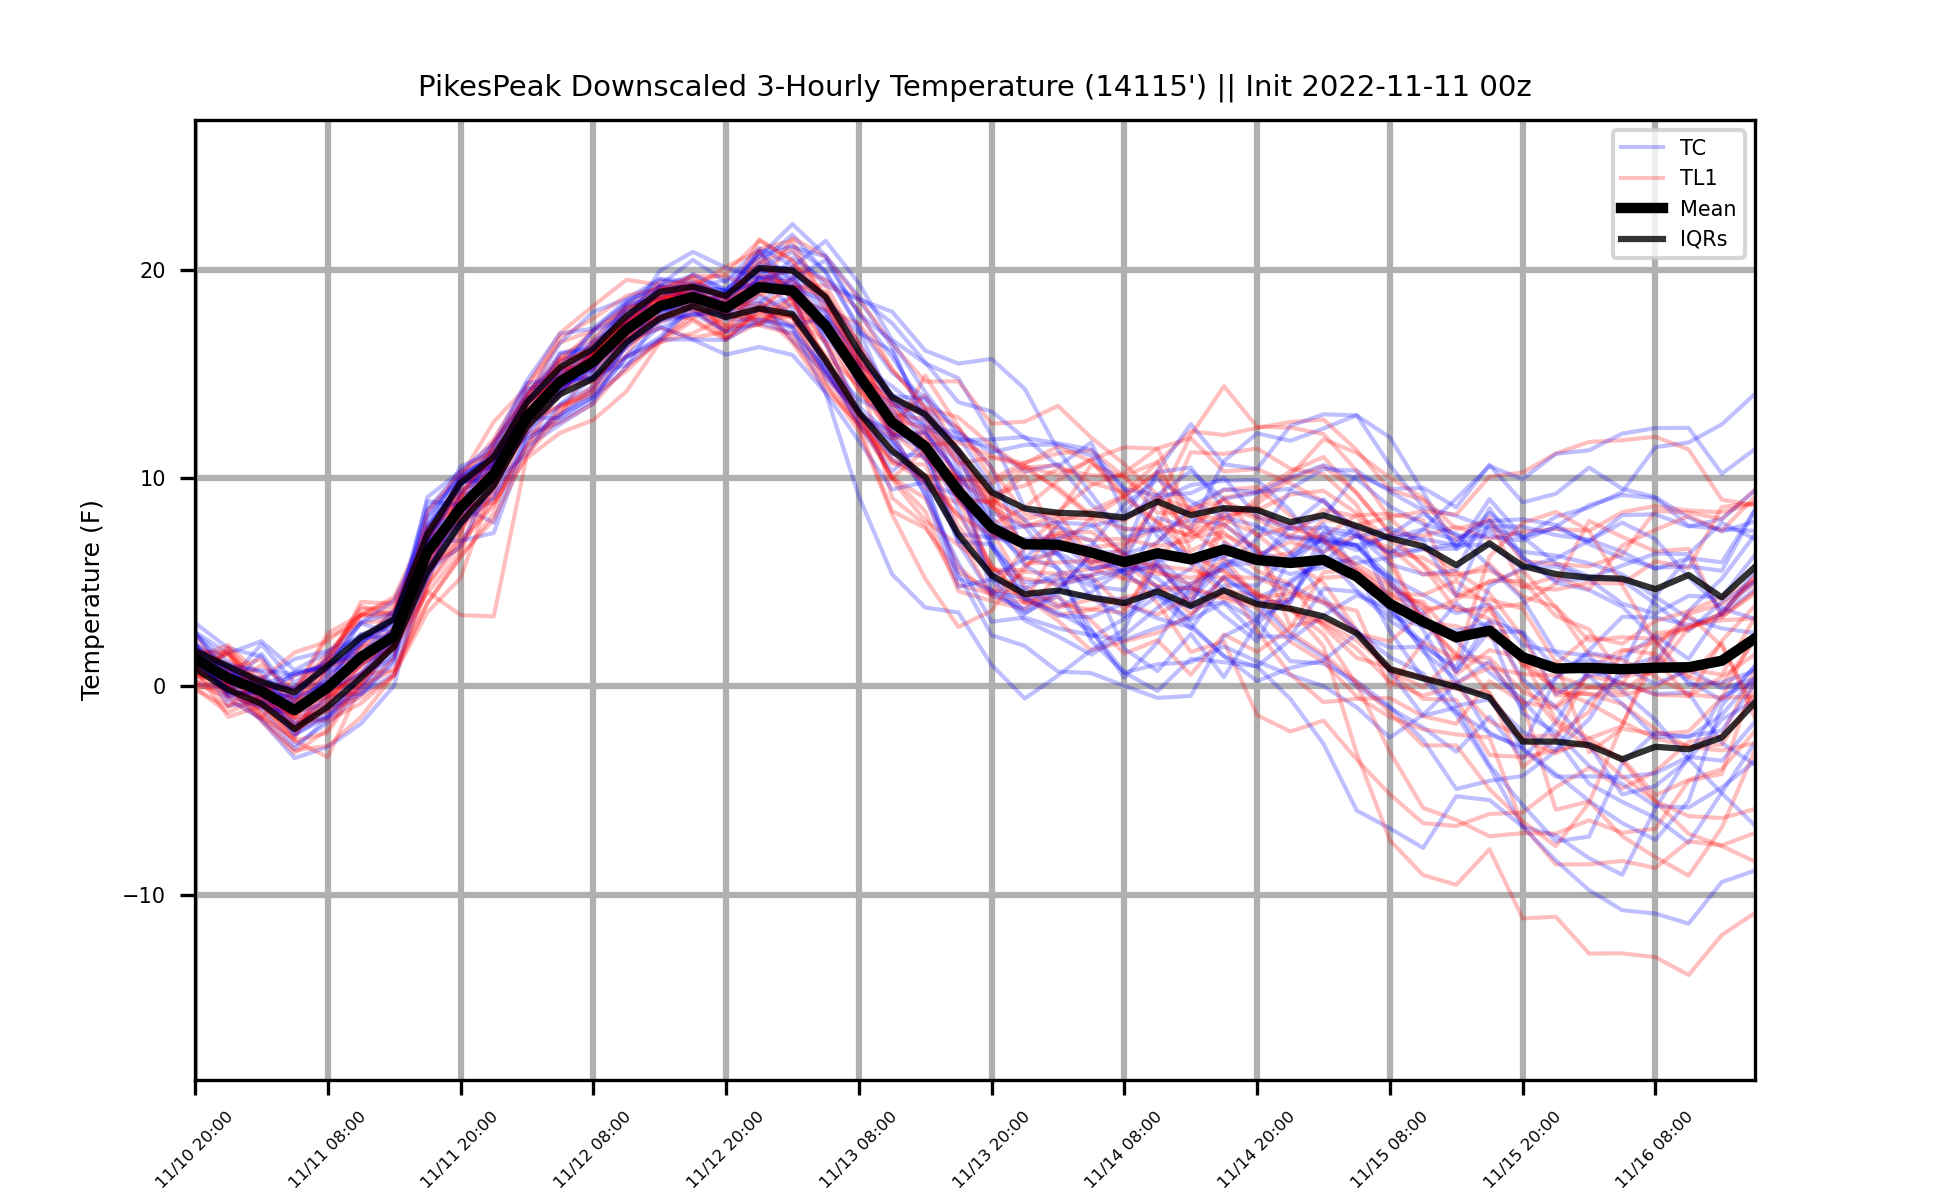 PikesPeak Downscaled 3-Hourly Temperature (14115') || Init 2022-11-11 00z
TC
TL1
Mean
IQRs
Temperature (F)
20
10
0
−10
11/10 20:00
11/11 08:00
11/11 20:00
11/12 08:00
11/12 20:00
11/13 08:00
11/13 20:00
11/14 08:00
11/14 20:00
11/15 08:00
11/15 20:00
11/16 08:00